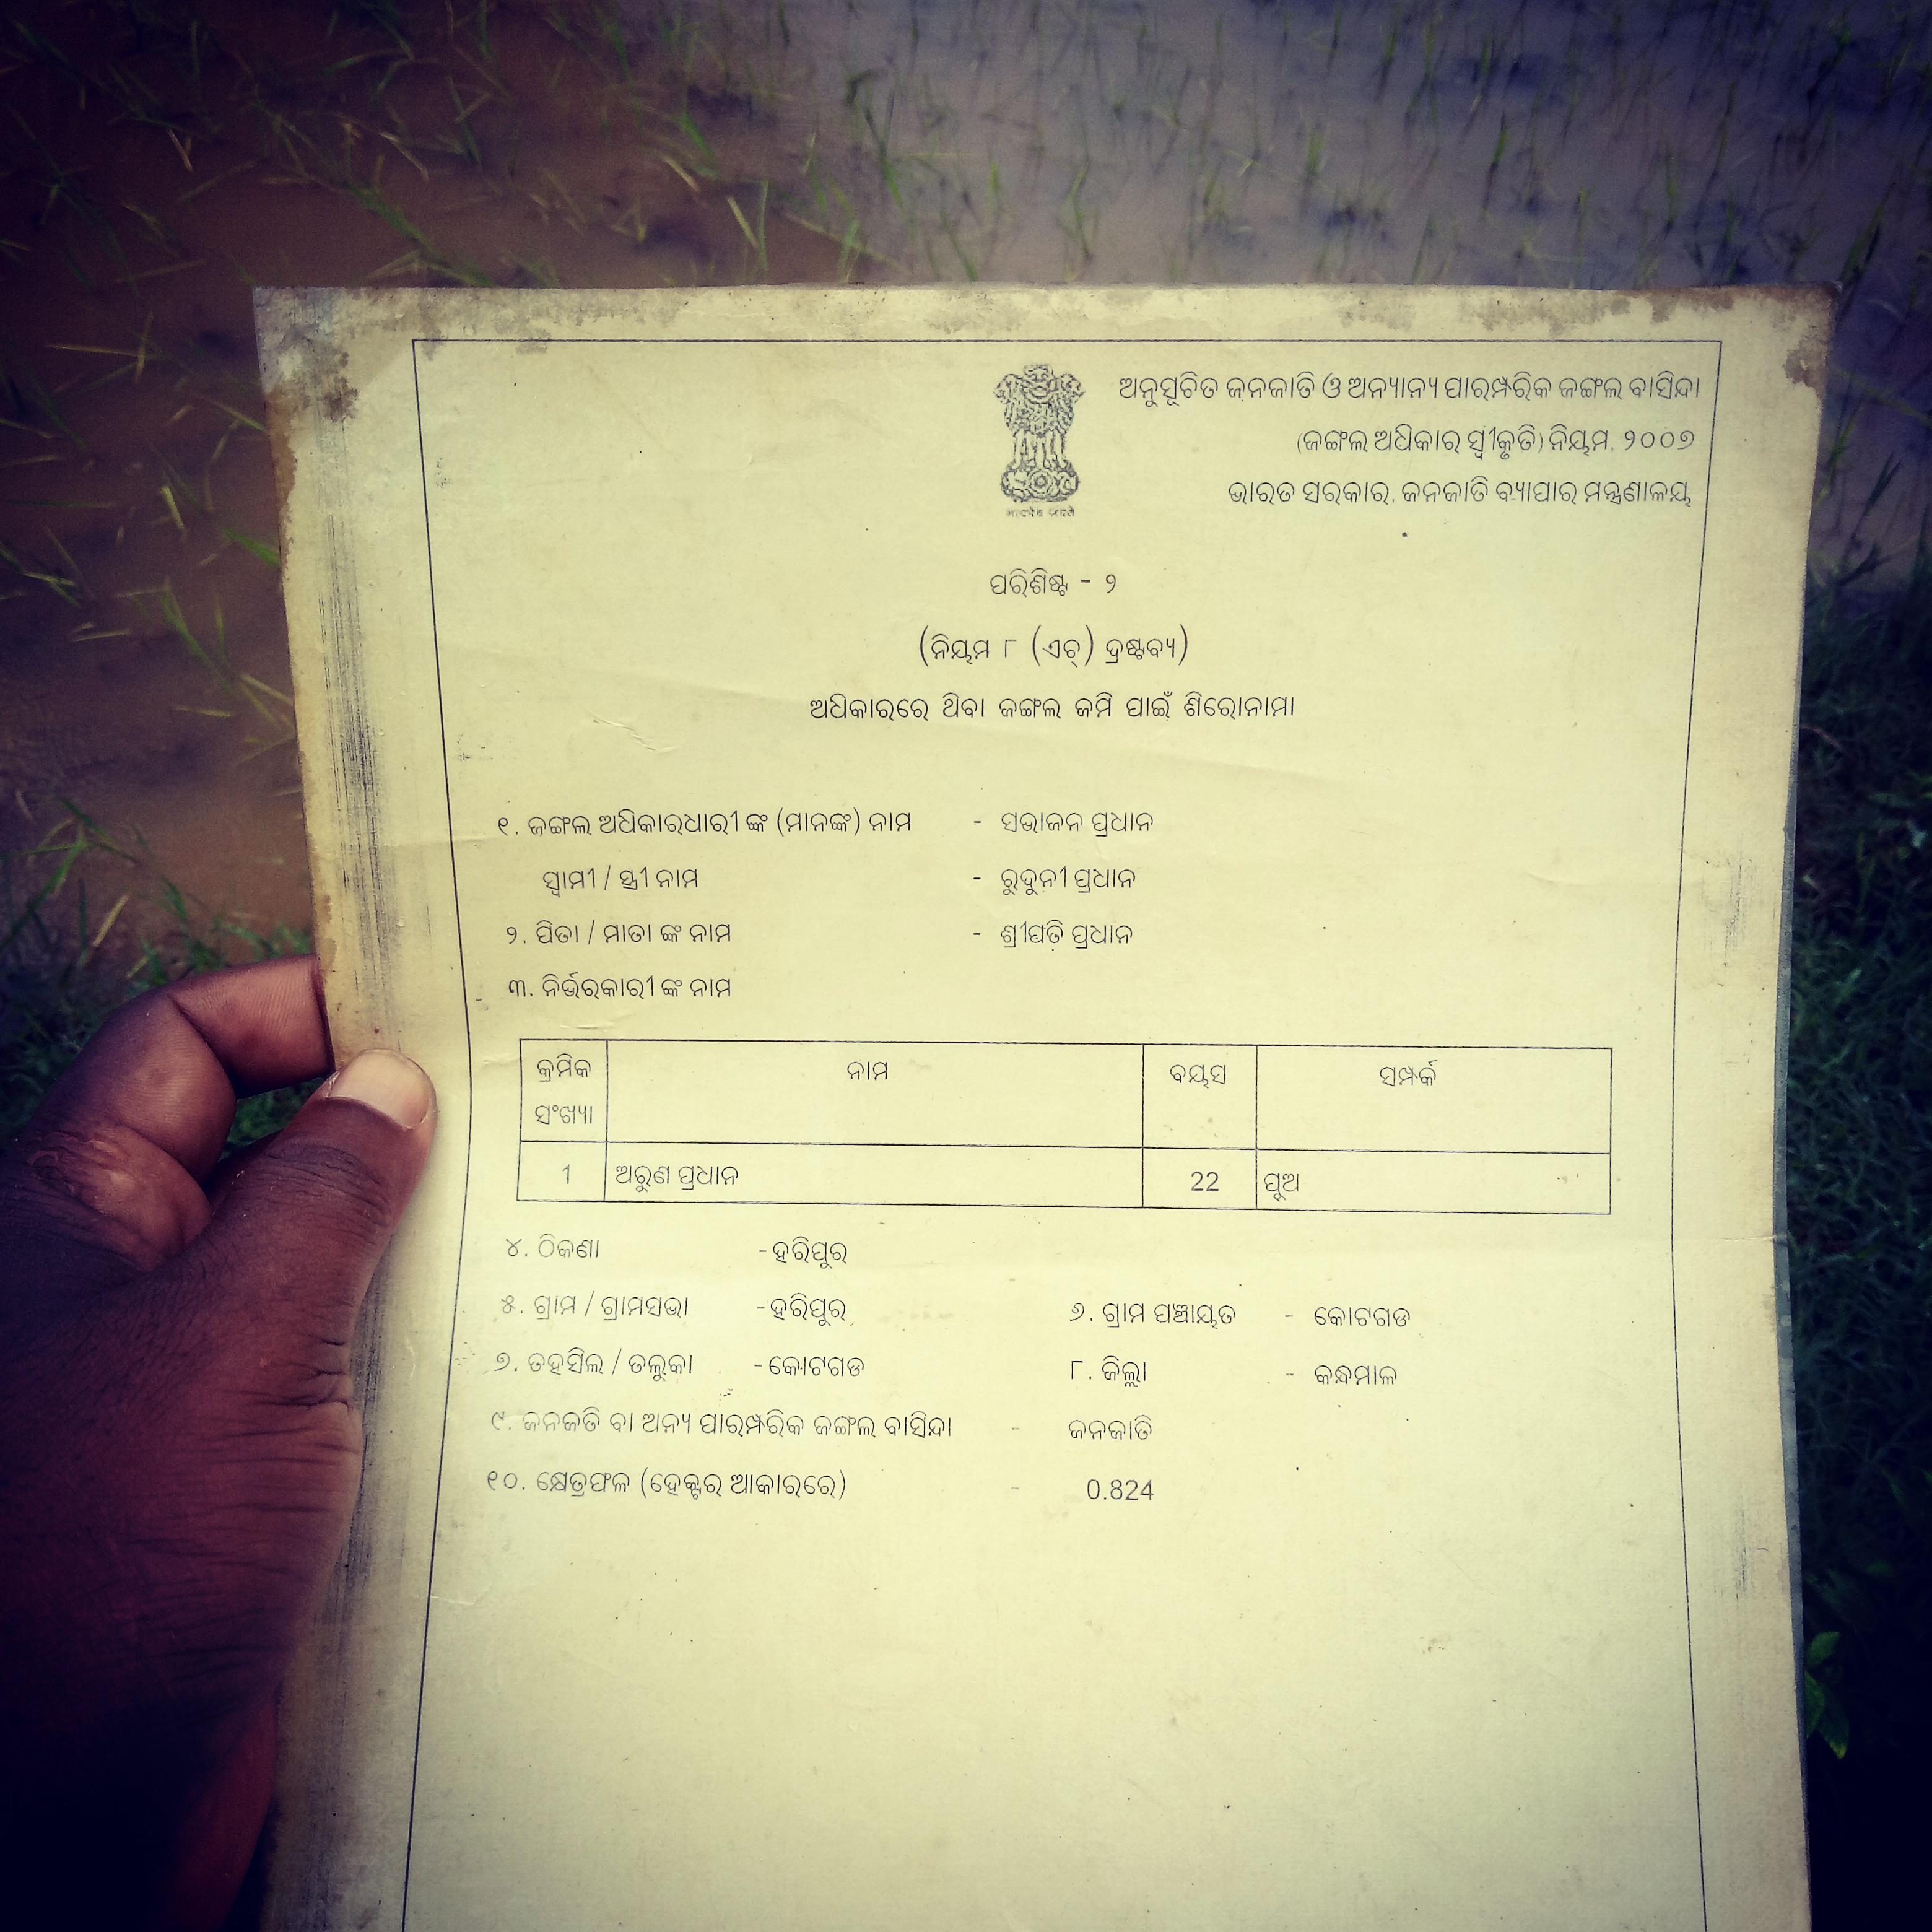 ଅନୁସୂଚିତ ଜନଜାତି ଓ ଅନ୍ୟାନ୍ୟ ପାରମ୍ପରିକ ଜଙ୍ଗଲ ବାସିନ୍ଦା
(ଜଙ୍ଗଲ ଅଧିକାର ସ୍ୱୀକୃତି) ନିୟମ, ୨୦୦୭
ଭାରତ ସରକାର, ଜନଜାତି ବ୍ୟାପାର ମନ୍ତ୍ରଣାଳୟ
ପରିଶିଷ୍ଟ - ୨
(ନିୟମ ୮ (ଏଚ୍) ଦ୍ରଷ୍ଟବ୍ୟ)
ଅଧିକାରରେ ଥିବା ଜଙ୍ଗଲ ଜମି ପାଇଁ ଶିରୋନାମା
୧. ଜଙ୍ଗଲ ଅଧିକାରଧାରୀ ଙ୍କ (ମାନଙ୍କ) ନାମ - ସଭାଜନ ପ୍ରଧାନ
ସ୍ୱାମୀ / ସ୍ତ୍ରୀ ନାମ - ରୁଦୁନୀ ପ୍ରଧାନ
୨. ପିତା / ମାତା ଙ୍କ ନାମ - ଶ୍ରୀପତି ପ୍ରଧାନ
୩. ନିର୍ଭରକାରୀ ଙ୍କ ନାମ
କ୍ରମିକ ସଂଖ୍ୟା ନାମ ବୟସ ସମ୍ପର୍କ
1 ଅରୁଣ ପ୍ରଧାନ 22 ପୁଅ
୪. ଠିକଣା - ହରିପୁର
୫. ଗ୍ରାମ / ଗ୍ରାମସଭା - ହରିପୁର ୬. ଗ୍ରାମ ପଞ୍ଚାୟତ - କୋଟଗଡ
୭. ତହସିଲ / ତଲୁକା - କୋଟଗଡ ୮. ଜିଲ୍ଲା - କନ୍ଧମାଳ
୯. ଜନଜତି ବା ଅନ୍ୟ ପାରମ୍ପରିକ ଜଙ୍ଗଲ ବାସିନ୍ଦା - ଜନଜାତି
୧୦. କ୍ଷେତ୍ରଫଳ (ହେକ୍ଟର ଆକାରରେ) - 0.824